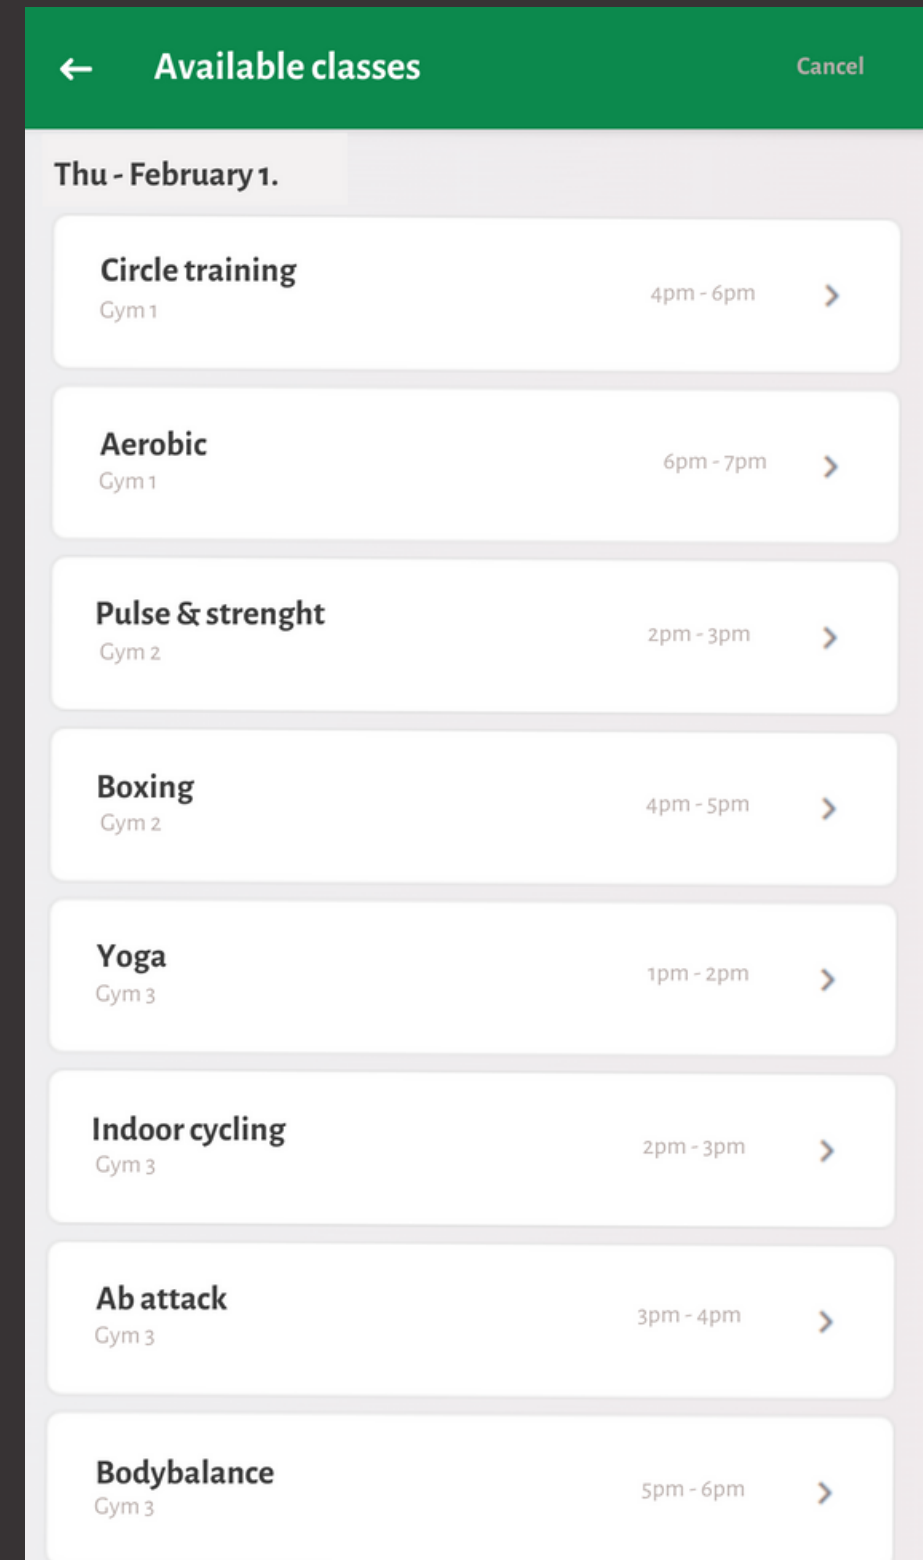 Available classes
Cancel
Thu - February 1.
Circle training
Gym 1
4pm - 6pm
Aerobic
Gym 1
6pm - 7pm
Pulse & strenght
Gym 2
2pm - 3pm
Boxing
Gym 2
4pm - 5pm
Yoga
Gym 3
1pm - 2pm
Indoor cycling
Gym 3
2pm - 3pm
Ab attack
Gym 3
3pm - 4pm
Bodybalance
Gym 3
5pm - 6pm